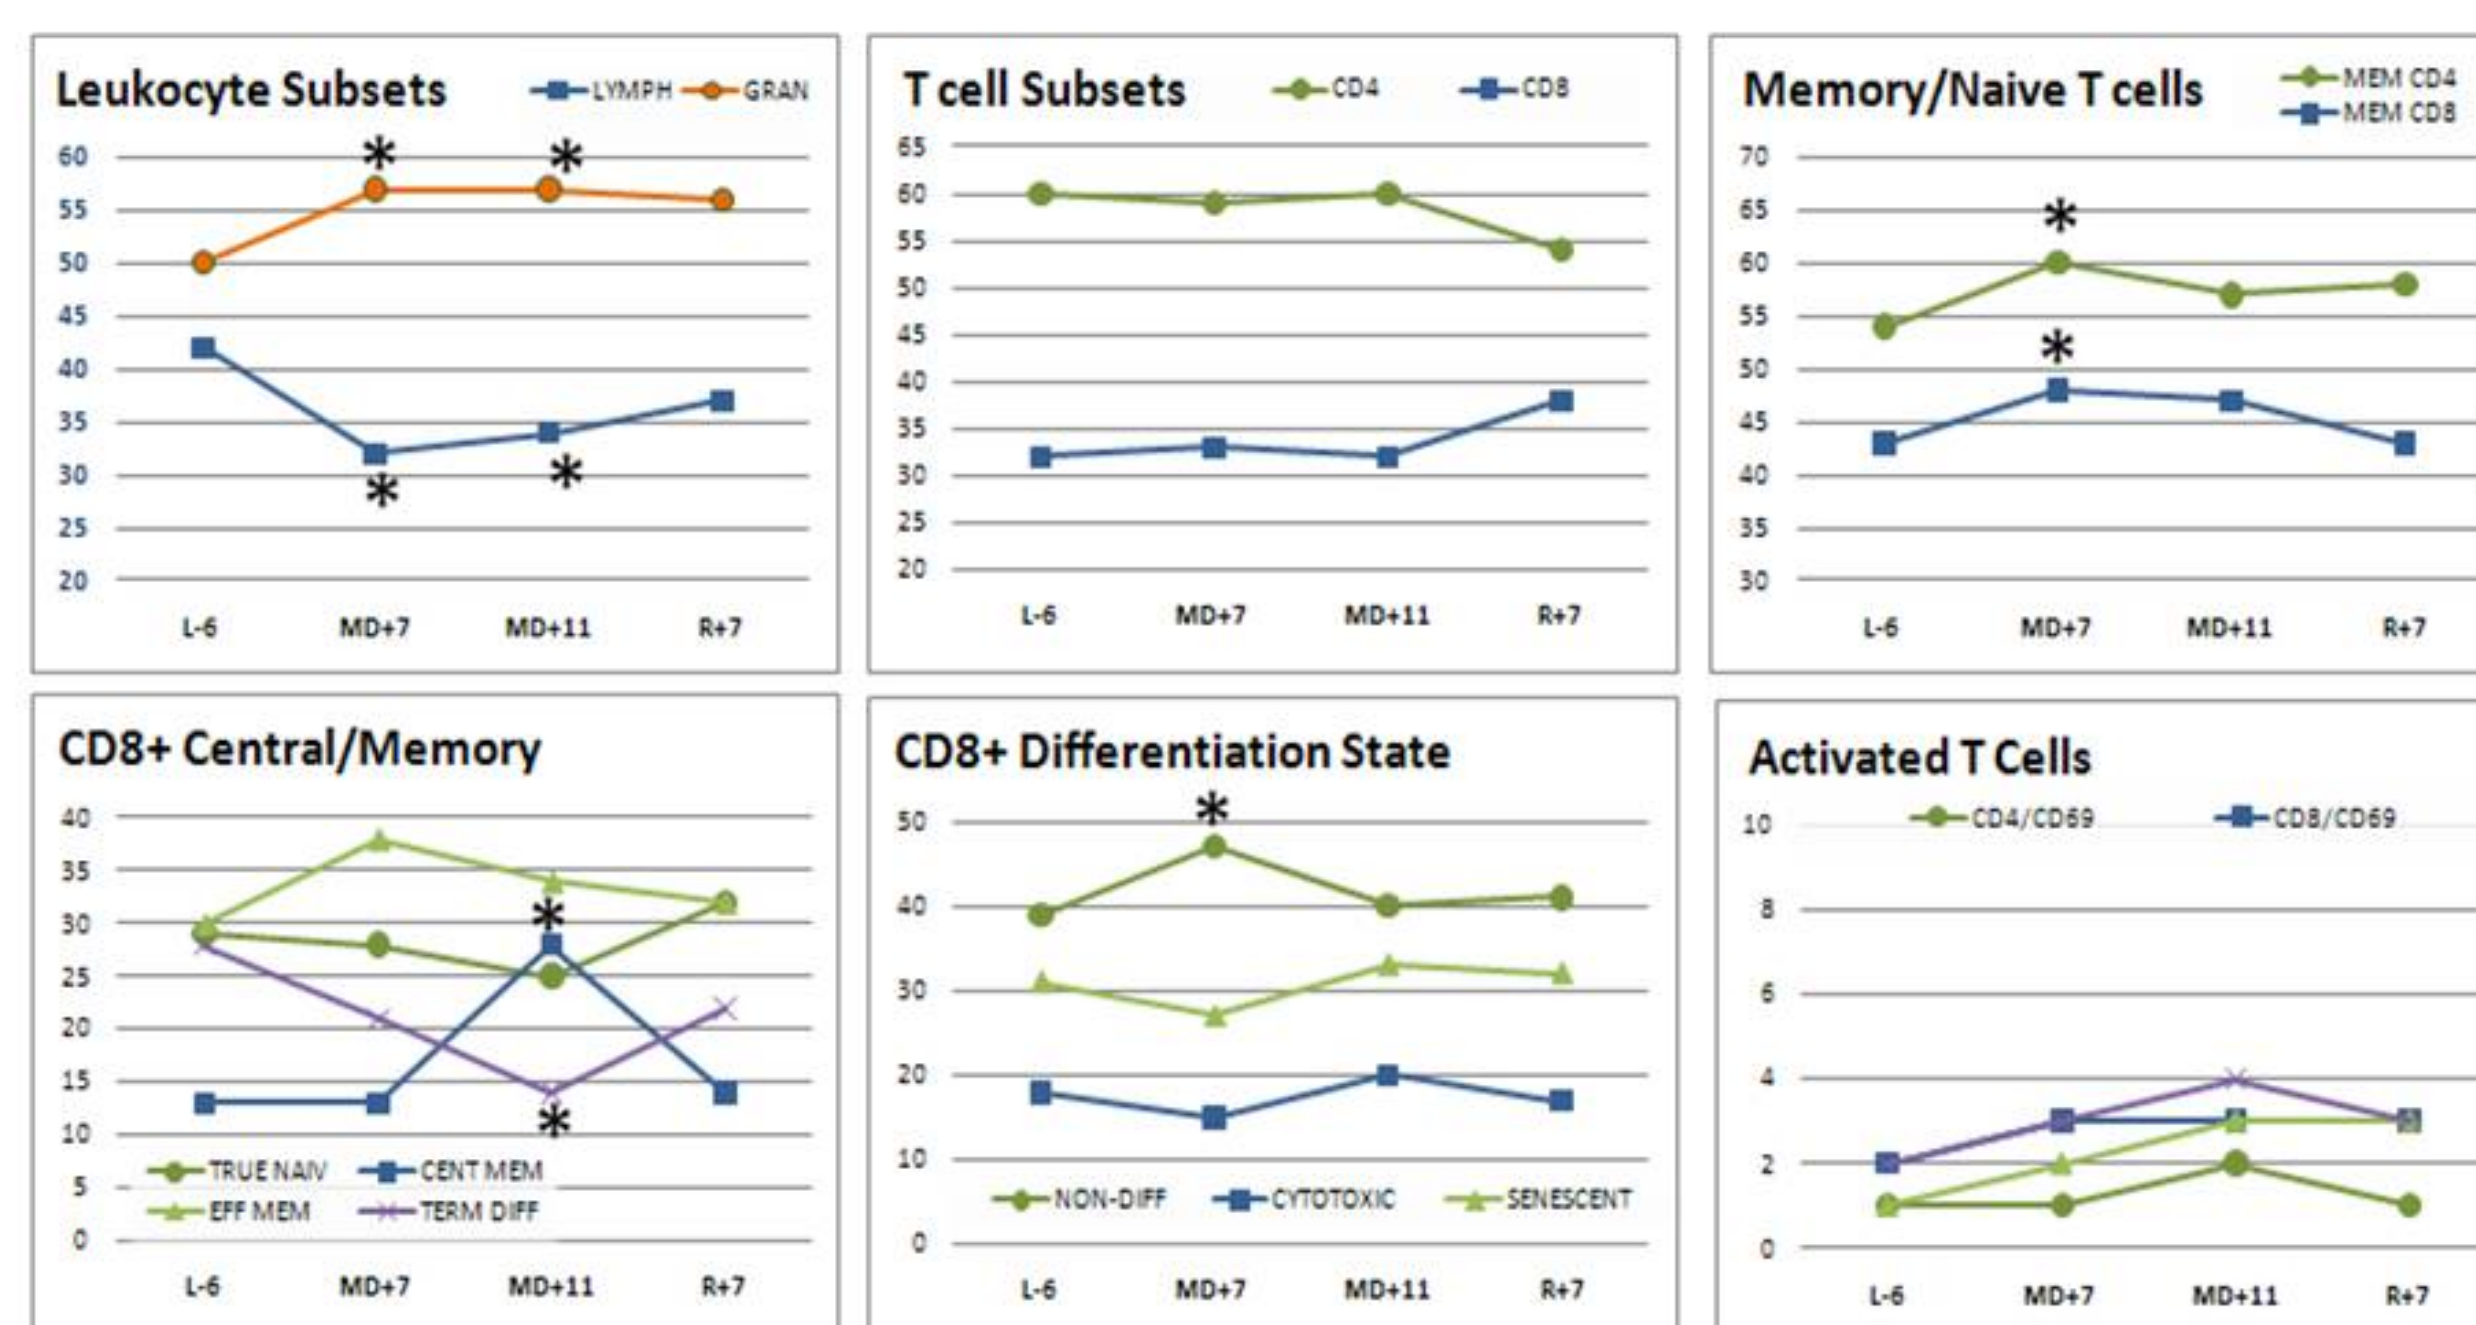 Leukocyte Subsets LYMPH GRAN
60 * *
55
50
45
40
35
30 * *
25
20
L-6 MD+7 MD+11 R+7
T cell Subsets CD4 CD8
65
60
55
50
45
40
35
30
25
20
L-6 MD+7 MD+11 R+7
Memory/Naive T cells MEM CD4
MEM CD8
70
65 *
60
55
50 *
45
40
35
30
L-6 MD+7 MD+11 R+7
CD8+ Central/Memory
40
35
30 *
25
20
15
10 *
TRUE NAIV CENT MEM
5
EFF MEM TERM DIFF
0
L-6 MD+7 MD+11 R+7
CD8+ Differentiation State
*
50
40
30
20
10
NON-DIFF CYTOTOXIC SENESCENT
0
L-6 MD+7 MD+11 R+7
Activated T Cells
CD4/CD69 CD8/CD69
10
8
6
4
2
0
L-6 MD+7 MD+11 R+7